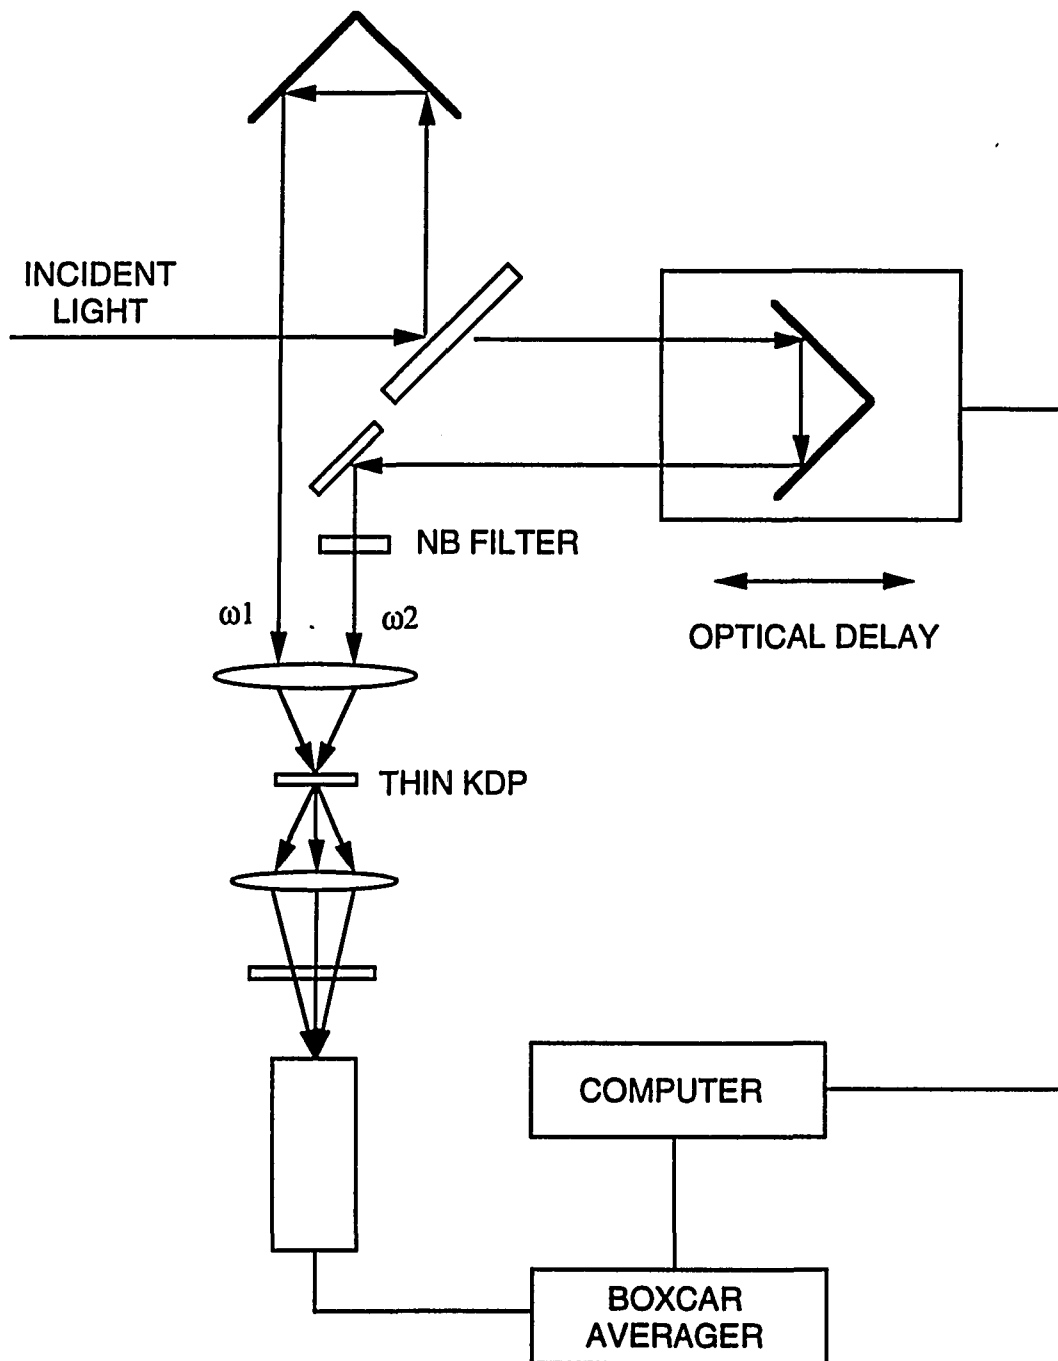 INCIDENT
LIGHT
NB FILTER
ω1
ω2
OPTICAL DELAY
THIN KDP
COMPUTER
BOXCAR
AVERAGER